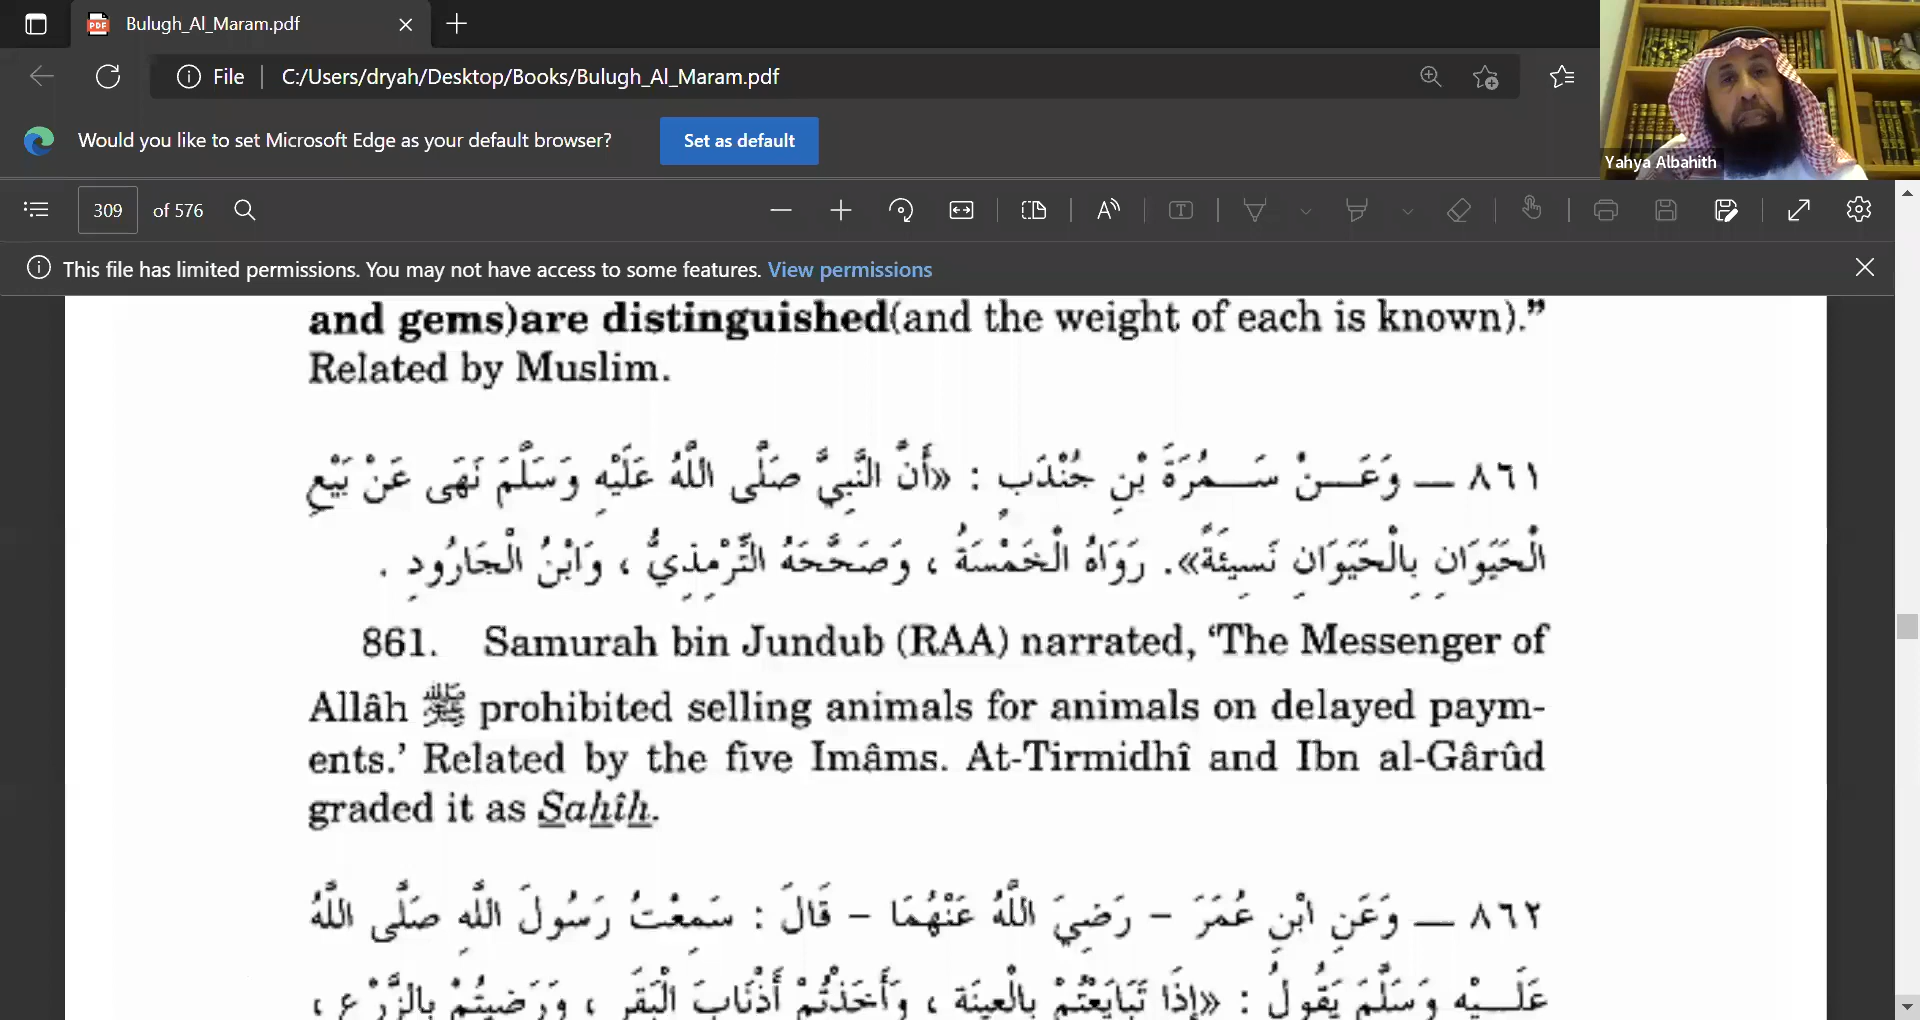 Bulugh_Al_Maram.pdf
File C:/Users/dryah/Desktop/Books/Bulugh_Al_Maram.pdf
Would you like to set Microsoft Edge as your default browser? Set as default
Yahya Albahith
309 of 576
This file has limited permissions. You may not have access to some features. View permissions
and gems)are distinguished(and the weight of each is known).”
Related by Muslim.
٨٦١ — وَعَـــنْ سَـــمُرَةَ بْنِ جُنْدَبٍ : «أَنَّ النَّبِيَّ صَلَّى اللَّهُ عَلَيْهِ وَسَلَّمَ نَهَى عَنْ بَيْعِ
الْحَيَوَانِ بِالْحَيَوَانِ نَسِيئَةً». رَوَاهُ الْخَمْسَةُ ، وَصَحَّحَهُ التِّرْمِذِيُّ ، وَابْنُ الْجَارُودِ .
861. Samurah bin Jundub (RAA) narrated, ‘The Messenger of
Allâh ﷺ prohibited selling animals for animals on delayed paym-
ents.’ Related by the five Imâms. At-Tirmidhî and Ibn al-Gârûd
graded it as Sahîh.
٨٦٢ — وَعَنِ ابْنِ عُمَرَ – رَضِيَ اللَّهُ عَنْهُمَا – قَالَ : سَمِعْتُ رَسُولَ اللَّهِ صَلَّى اللَّهُ
عَلَـــيْهِ وَسَلَّمَ يَقُولُ : «إِذَا تَبَايَعْتُمْ بِالْعِينَةِ ، وَأَخَذْتُمْ أَذْنَابَ الْبَقَرِ ، وَرَضِيتُمْ بِالزَّرْعِ ،